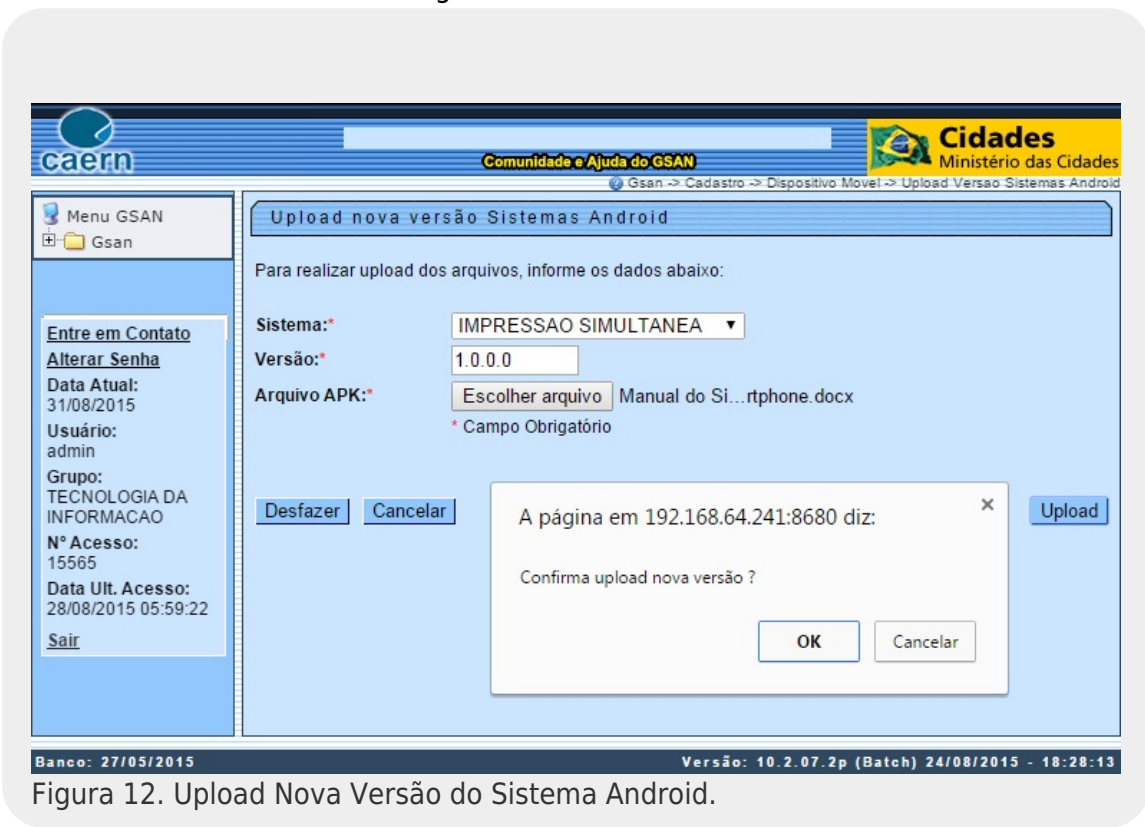 caern
Comunidade e Ajuda do GSAN
Cidades
Ministério das Cidades
Gsan -> Cadastro -> Dispositivo Movel -> Upload Versao Sistemas Android
Menu GSAN
Gsan
Entre em Contato
Alterar Senha
Data Atual:
31/08/2015
Usuário:
admin
Grupo:
TECNOLOGIA DA
INFORMACAO
N° Acesso:
15565
Data Ult. Acesso:
28/08/2015 05:59:22
Sair
Upload nova versão Sistemas Android
Para realizar upload dos arquivos, informe os dados abaixo:
Sistema:* IMPRESSAO SIMULTANEA
Versão:* 1.0.0.0
Arquivo APK:* Escolher arquivo Manual do Si...rtphone.docx
* Campo Obrigatório
Desfazer Cancelar Upload
A página em 192.168.64.241:8680 diz:
Confirma upload nova versão ?
OK Cancelar
Banco: 27/05/2015 Versão: 10.2.07.2p (Batch) 24/08/2015 - 18:28:13
Figura 12. Upload Nova Versão do Sistema Android.